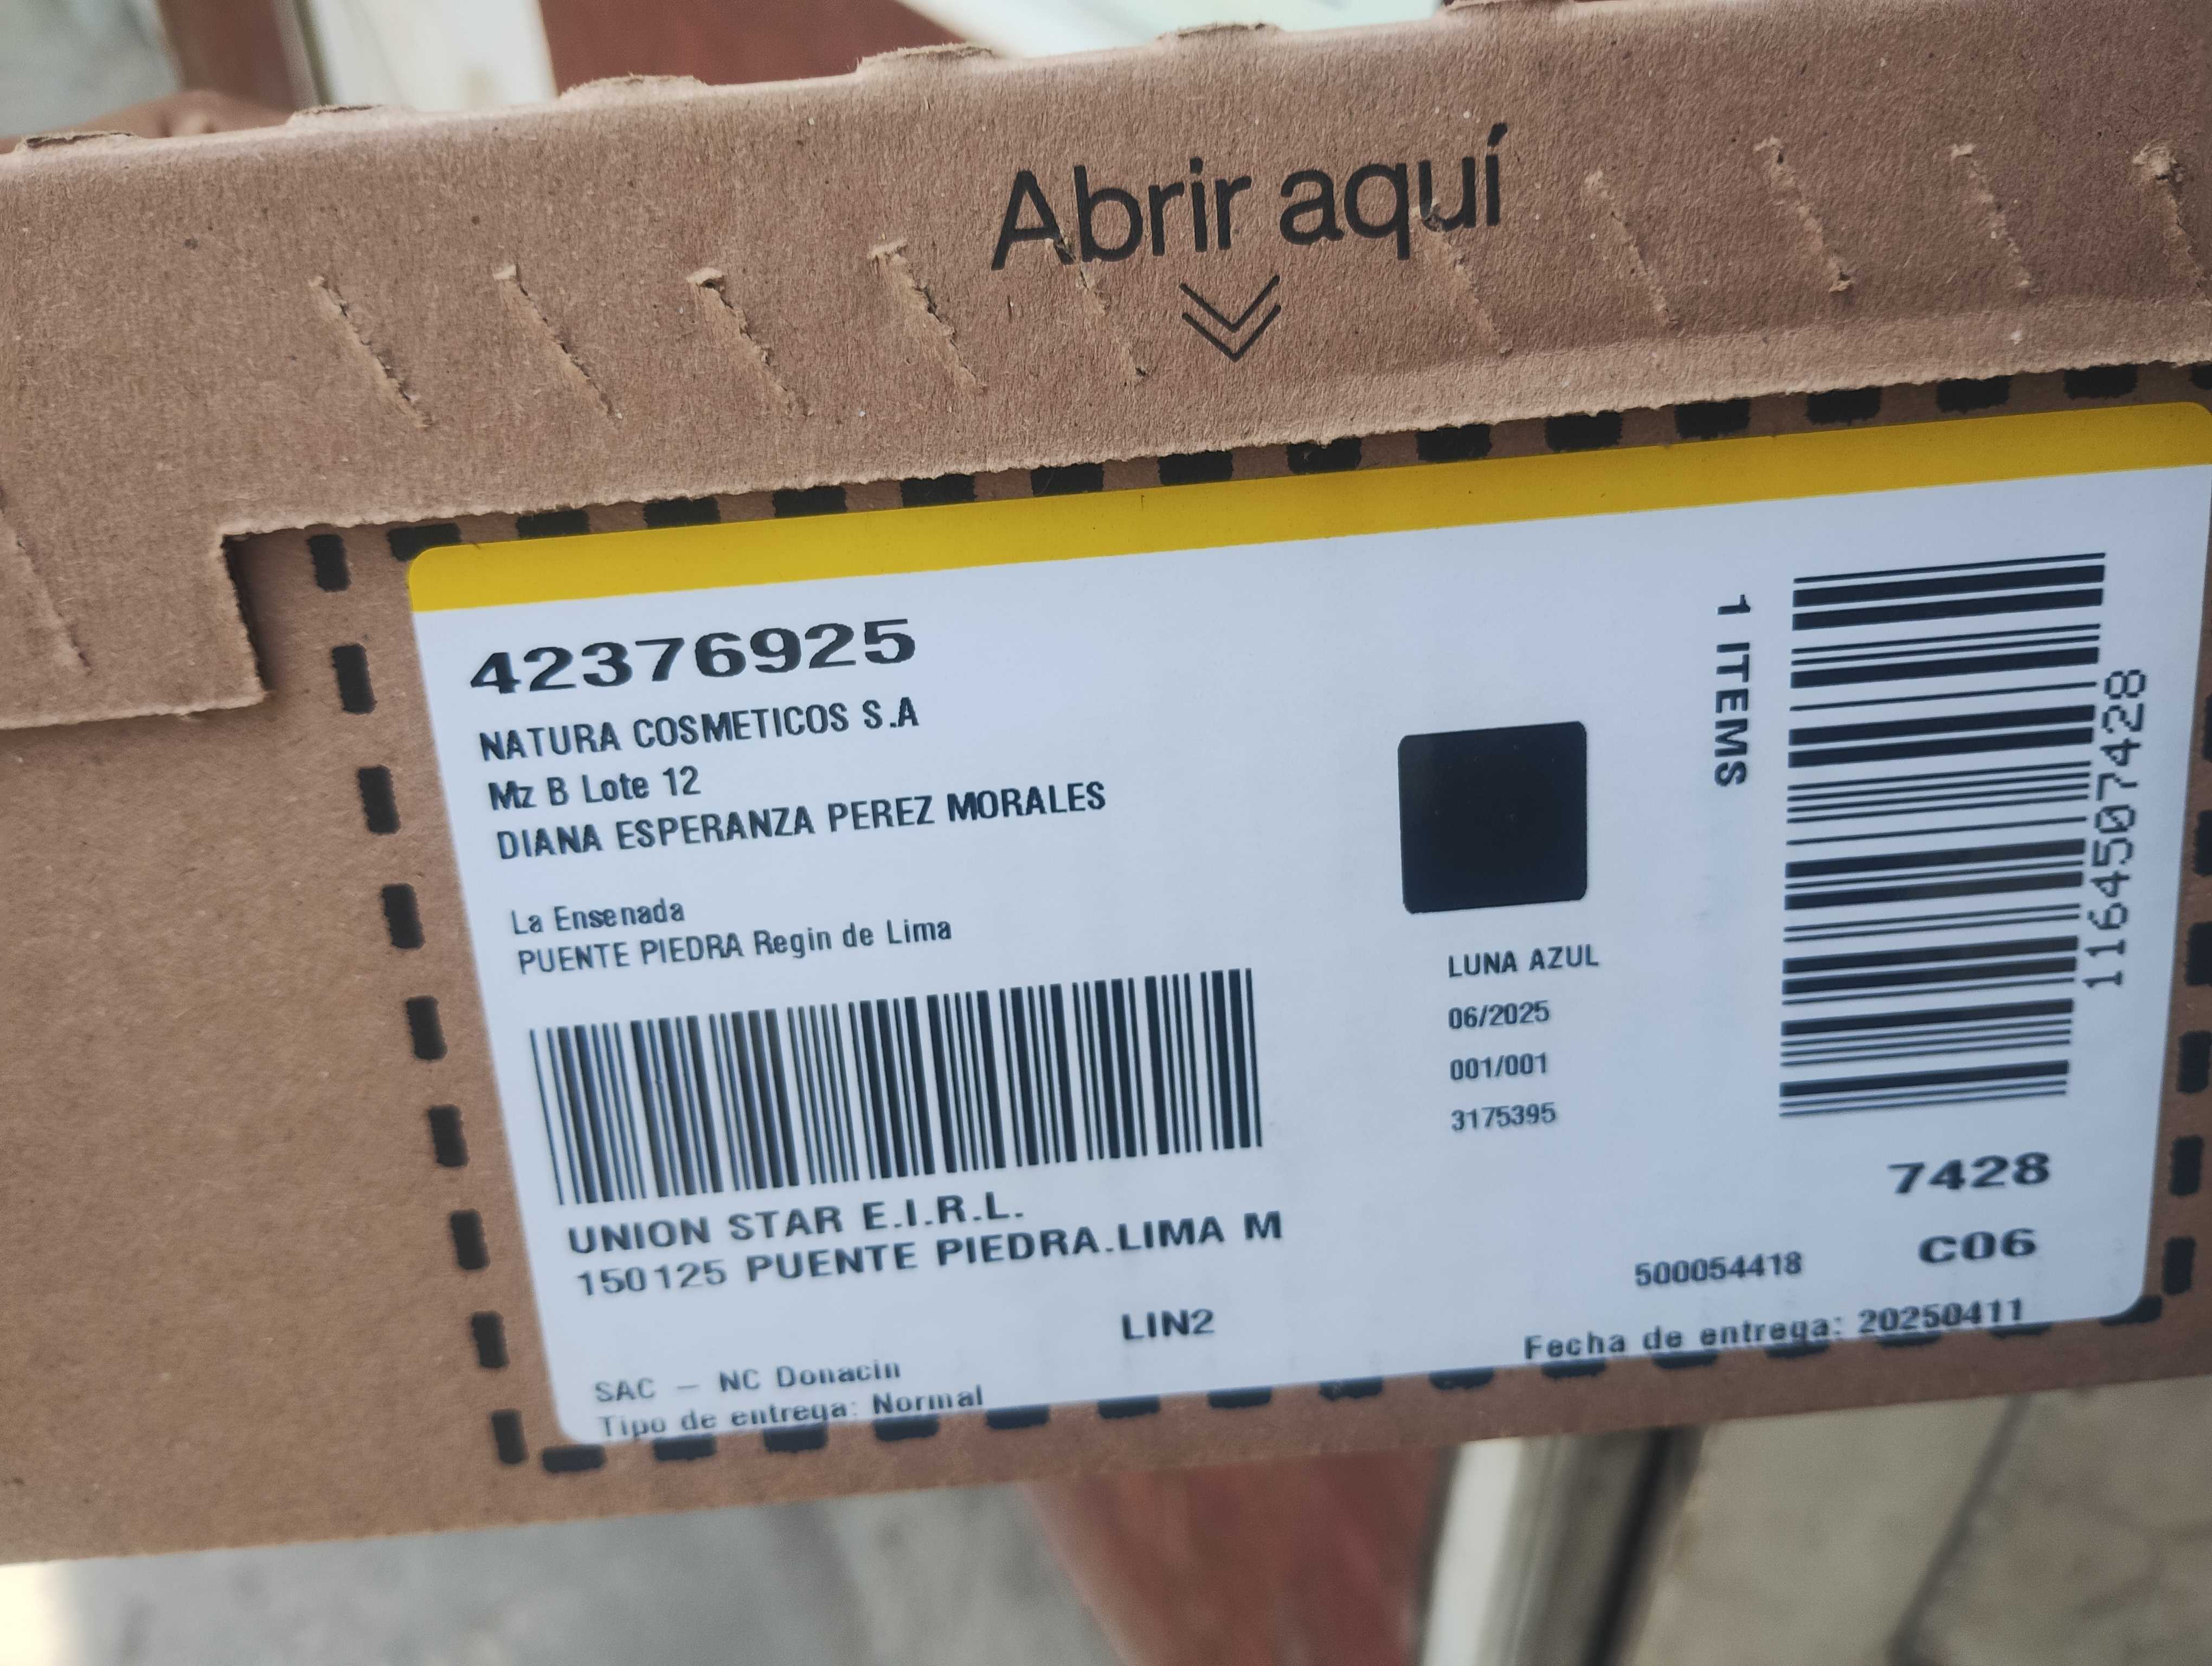 Abrir aquí
42376925
NATURA COSMETICOS S.A
Mz B Lote 12
DIANA ESPERANZA PEREZ MORALES
La Ensenada
PUENTE PIEDRA Regin de Lima
UNION STAR E.I.R.L.
150125 PUENTE PIEDRA.LIMA M
LIN2
SAC - NC Donacin
Tipo de entrega: Normal
LUNA AZUL
06/2025
001/001
3175395
1 ITEMS
1164507428
7428
C06
500054418
Fecha de entrega: 20250411